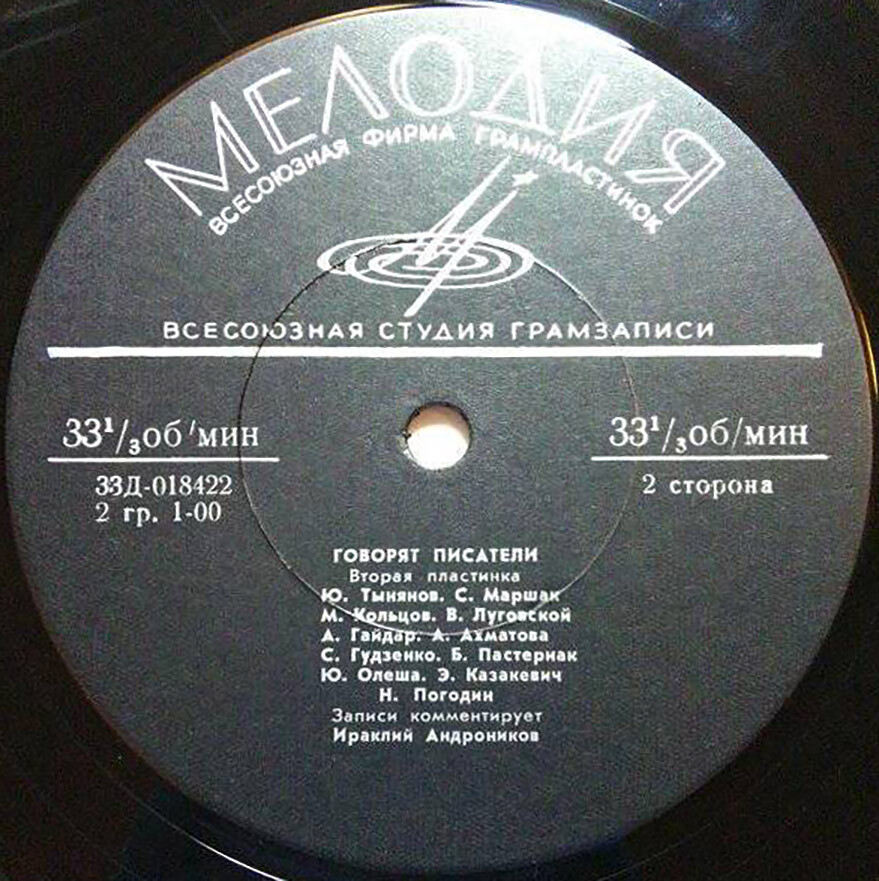 МЕЛОДИЯ
ВСЕСОЮЗНАЯ ФИРМА ГРАМПЛАСТИНОК
ВСЕСОЮЗНАЯ СТУДИЯ ГРАМЗАПИСИ
33¹/₃об/мин
33¹/₃об/мин
33Д-018422
2 гр. 1-00
2 сторона
ГОВОРЯТ ПИСАТЕЛИ
Вторая пластинка
Ю. Тынянов. С. Маршак
М. Кольцов. В. Луговской
А. Гайдар. А. Ахматова
С. Гудзенко. Б. Пастернак
Ю. Олеша. Э. Казакевич
Н. Погодин
Записи комментирует
Ираклий Андроников